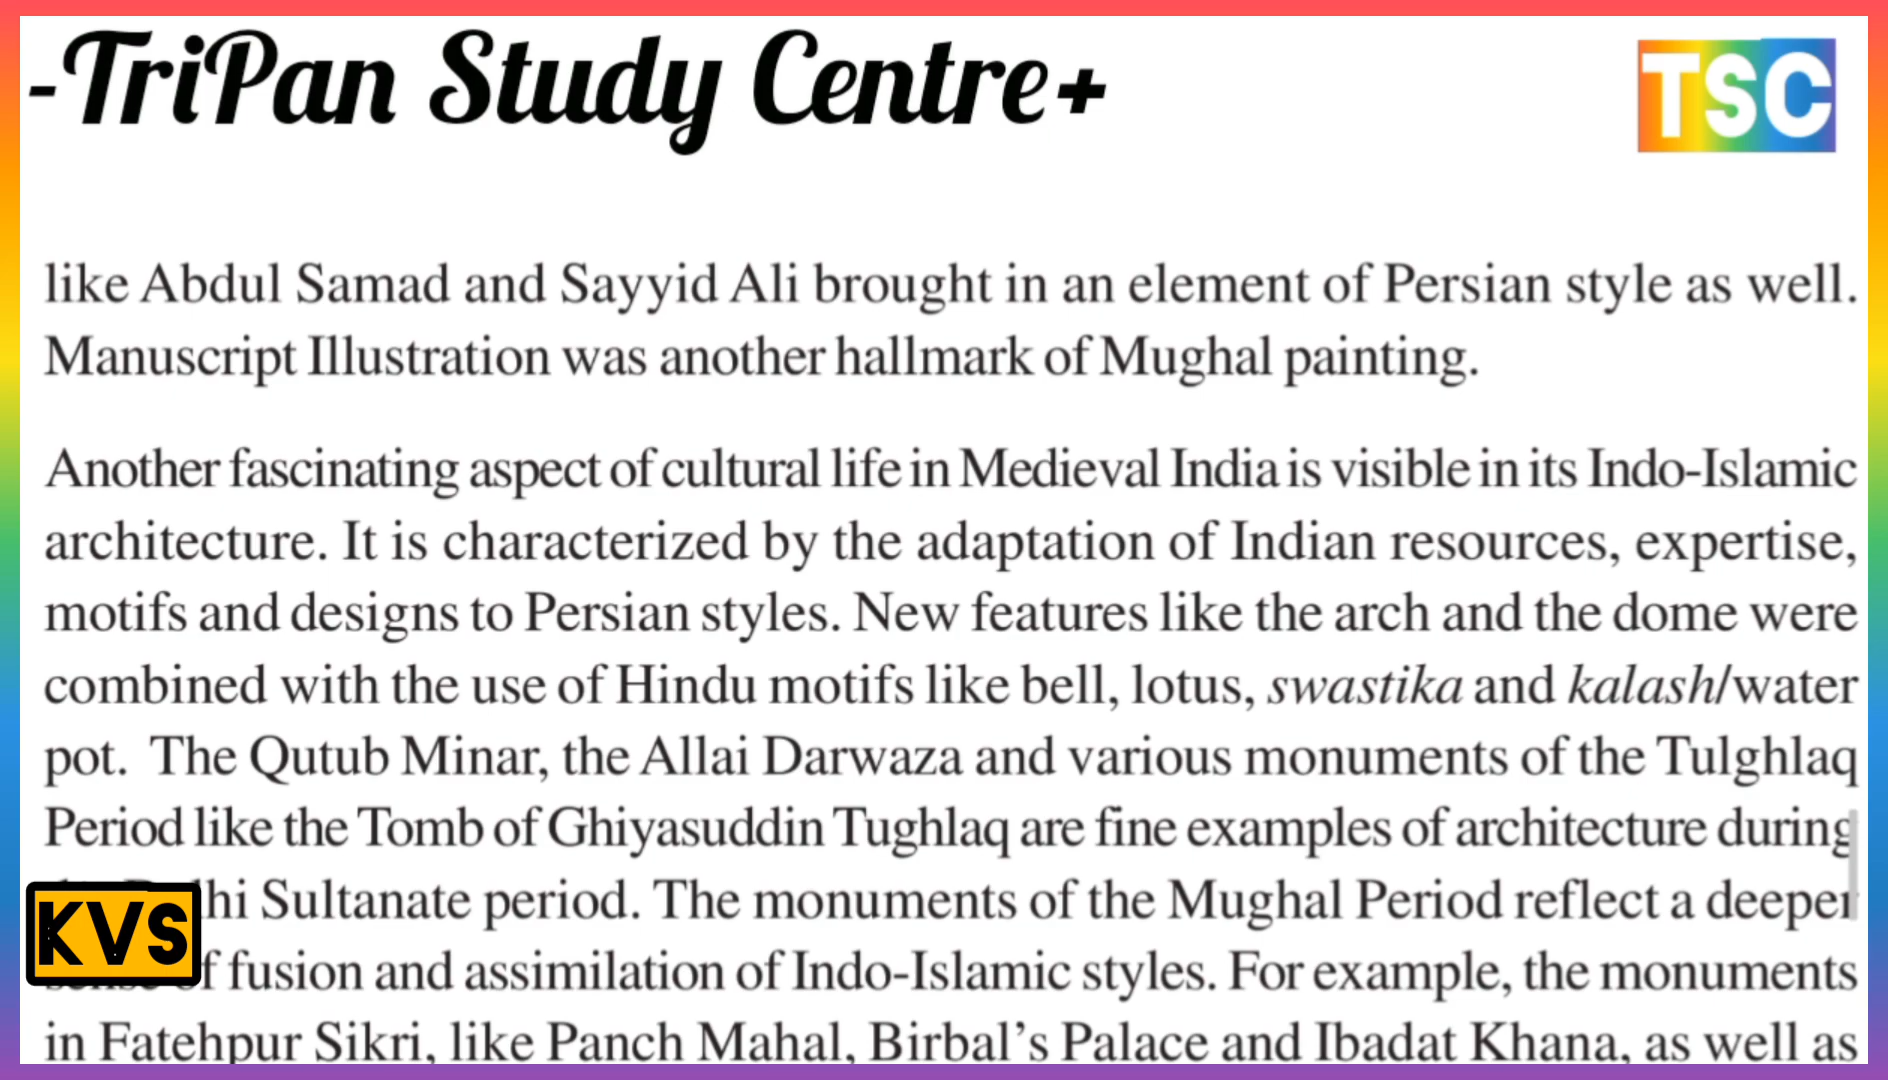 -TriPan Study Centre+
TSC
like Abdul Samad and Sayyid Ali brought in an element of Persian style as well.
Manuscript Illustration was another hallmark of Mughal painting.
Another fascinating aspect of cultural life in Medieval India is visible in its Indo-Islamic
architecture. It is characterized by the adaptation of Indian resources, expertise,
motifs and designs to Persian styles. New features like the arch and the dome were
combined with the use of Hindu motifs like bell, lotus, swastika and kalash/water
pot. The Qutub Minar, the Allai Darwaza and various monuments of the Tulghlaq
Period like the Tomb of Ghiyasuddin Tughlaq are fine examples of architecture during
hi Sultanate period. The monuments of the Mughal Period reflect a deeper
KVS
f fusion and assimilation of Indo-Islamic styles. For example, the monuments
in Fatehpur Sikri, like Panch Mahal, Birbal's Palace and Ibadat Khana, as well as